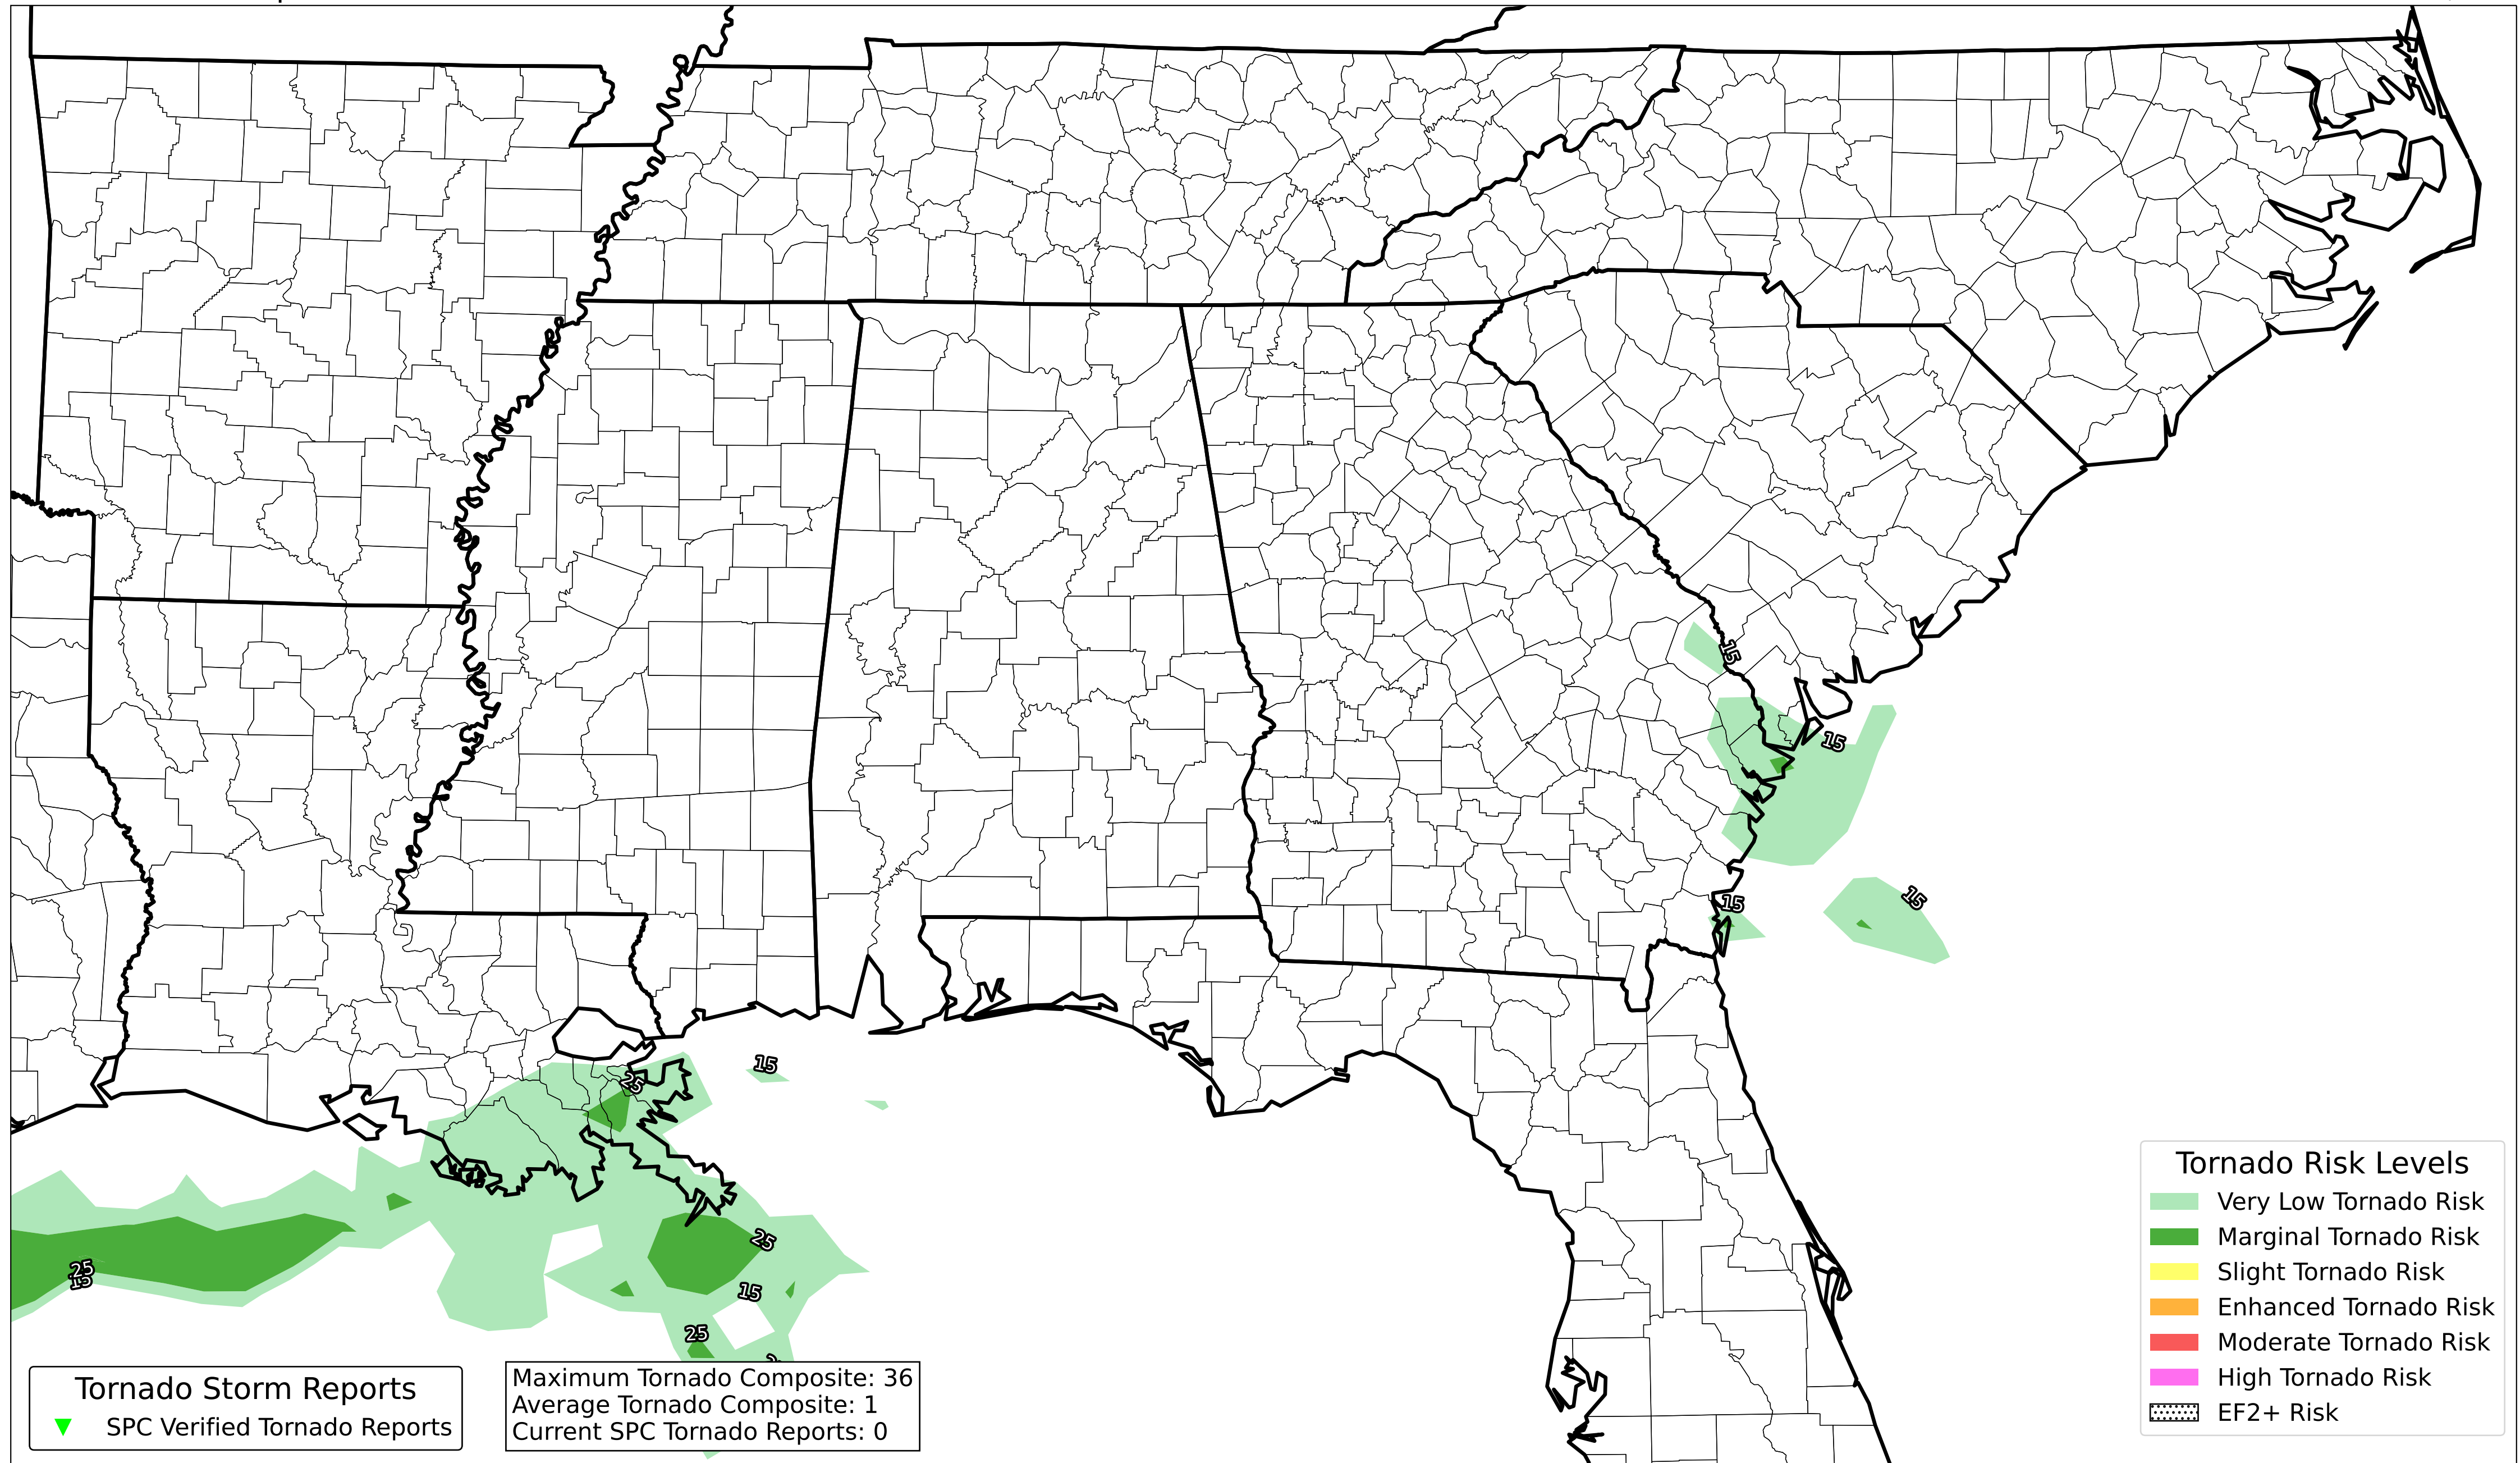 15
15
15
15
15
25
25
15
25
15
25
Tornado Risk Levels
Very Low Tornado Risk
Marginal Tornado Risk
Slight Tornado Risk
Enhanced Tornado Risk
Moderate Tornado Risk
High Tornado Risk
EF2+ Risk
Tornado Storm Reports
SPC Verified Tornado Reports
Maximum Tornado Composite: 36
Average Tornado Composite: 1
Current SPC Tornado Reports: 0